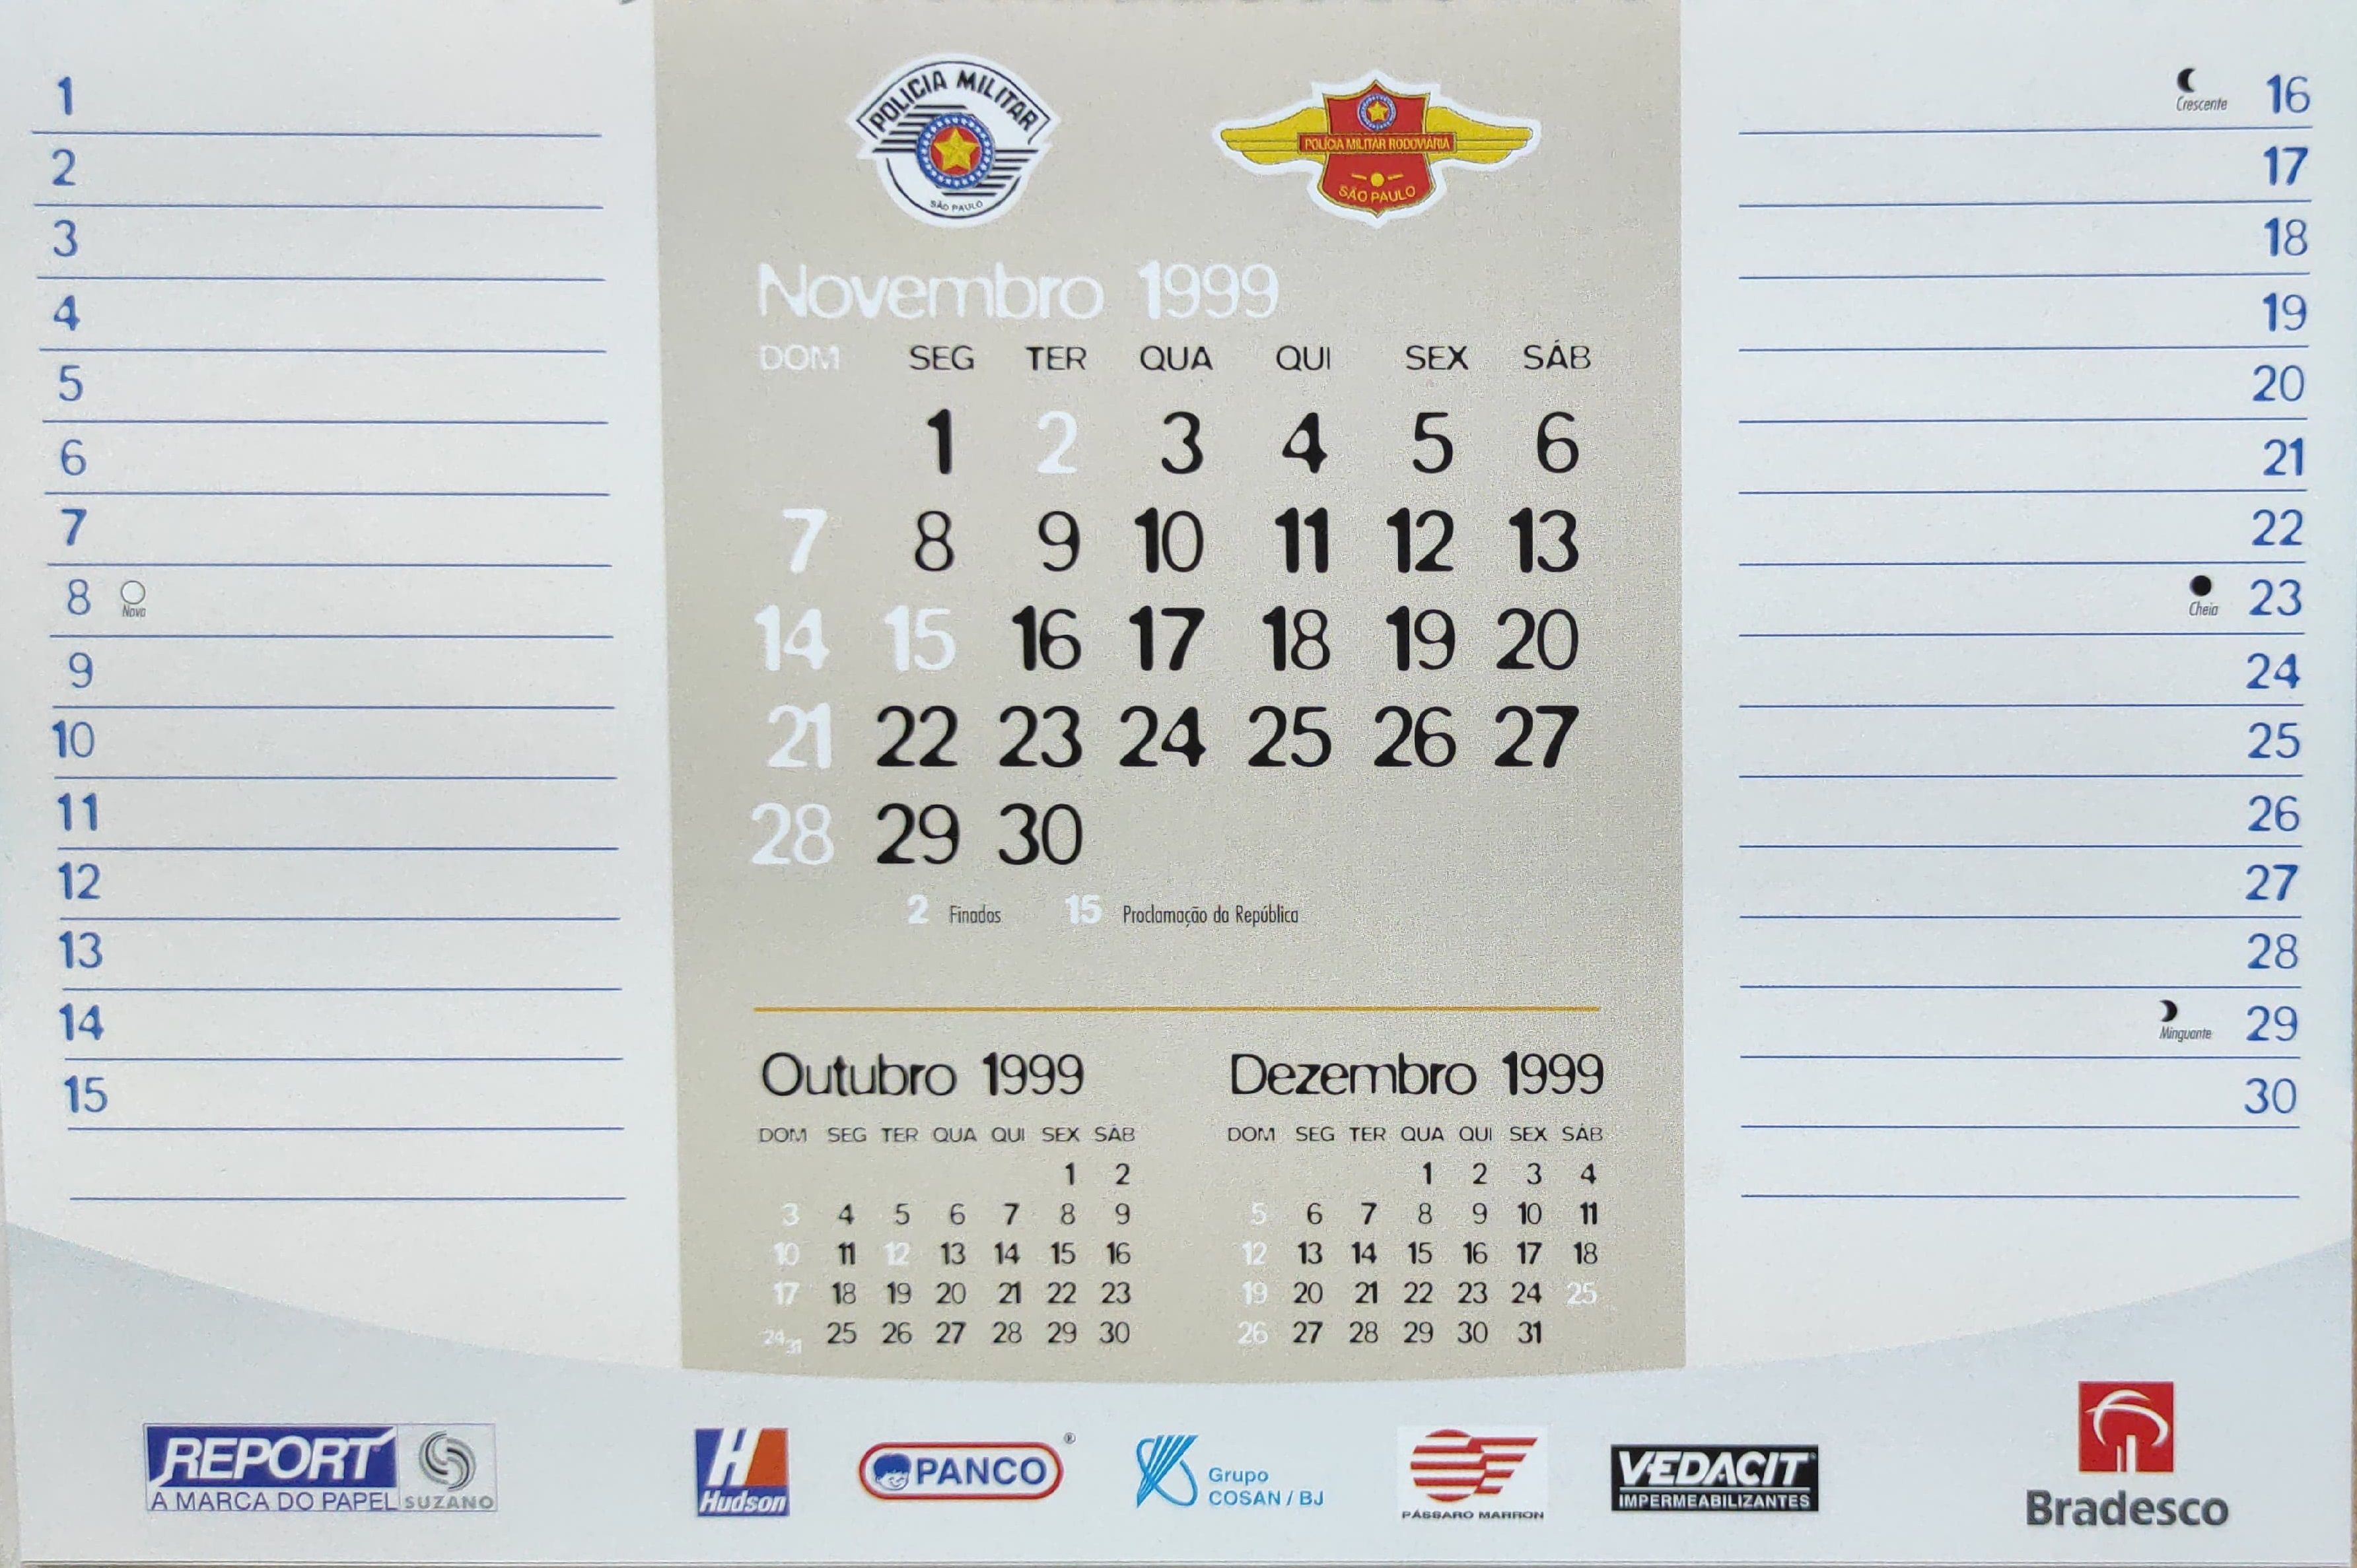 POLICIA MILITAR
SÃO PAULO
POLÍCIA MILITAR RODOVIÁRIA
SÃO PAULO
1
2
3
4
5
6
7
8 Nova
9
10
11
12
13
14
15
Novembro 1999
DOM SEG TER QUA QUI SEX SÁB
1 2 3 4 5 6
7 8 9 10 11 12 13
14 15 16 17 18 19 20
21 22 23 24 25 26 27
28 29 30
2 Finados 15 Proclamação da República
Outubro 1999
DOM SEG TER QUA QUI SEX SÁB
1 2
3 4 5 6 7 8 9
10 11 12 13 14 15 16
17 18 19 20 21 22 23
24 31 25 26 27 28 29 30
Dezembro 1999
DOM SEG TER QUA QUI SEX SÁB
1 2 3 4
5 6 7 8 9 10 11
12 13 14 15 16 17 18
19 20 21 22 23 24 25
26 27 28 29 30 31
Crescente 16
17
18
19
20
21
22
Cheia 23
24
25
26
27
28
Minguante 29
30
REPORT
A MARCA DO PAPEL SUZANO
H
Hudson
PANCO ®
Grupo
COSAN / BJ
PÁSSARO MARRON
VEDACIT
IMPERMEABILIZANTES
Bradesco